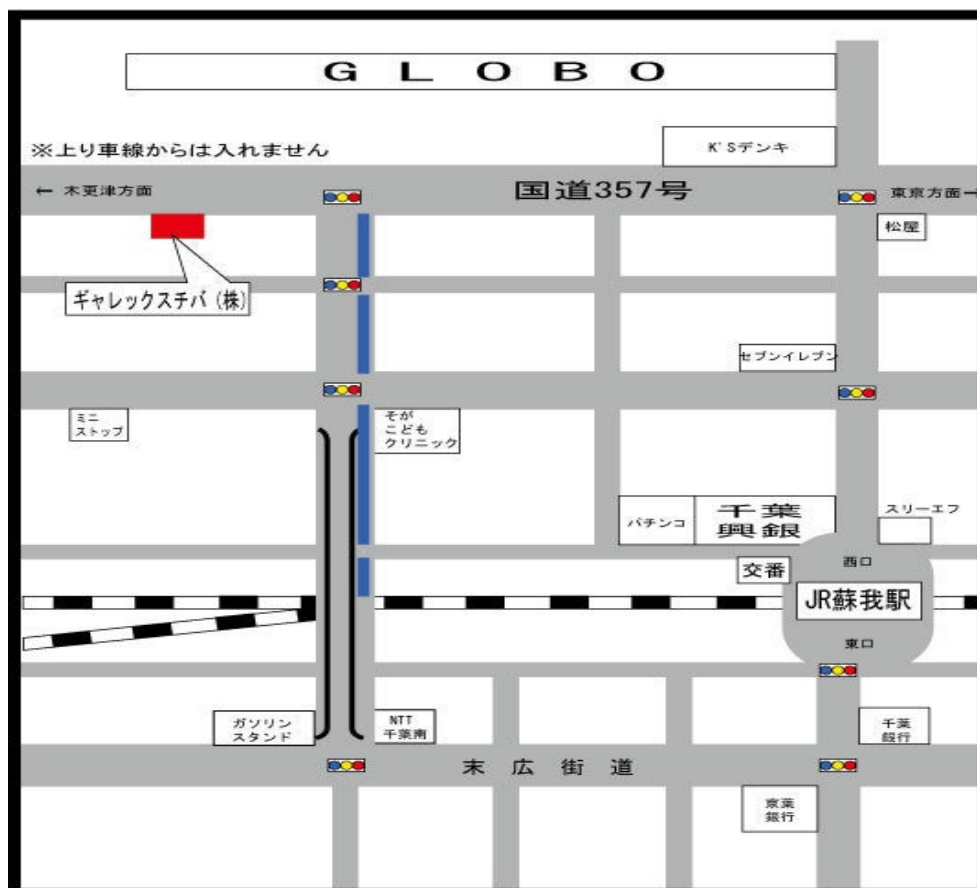 GLOBO
※上り車線からは入れません
K'Sデンキ
← 木更津方面
国道357号
東京方面→
松屋
ギャレックスチバ(株)
セブンイレブン
ミニ
ストップ
そが
こども
クリニック
パチンコ
千葉
興銀
スリーエフ
交番
西口
JR蘇我駅
東口
ガソリン
スタンド
NTT
千葉南
千葉
銀行
末広街道
京葉
銀行